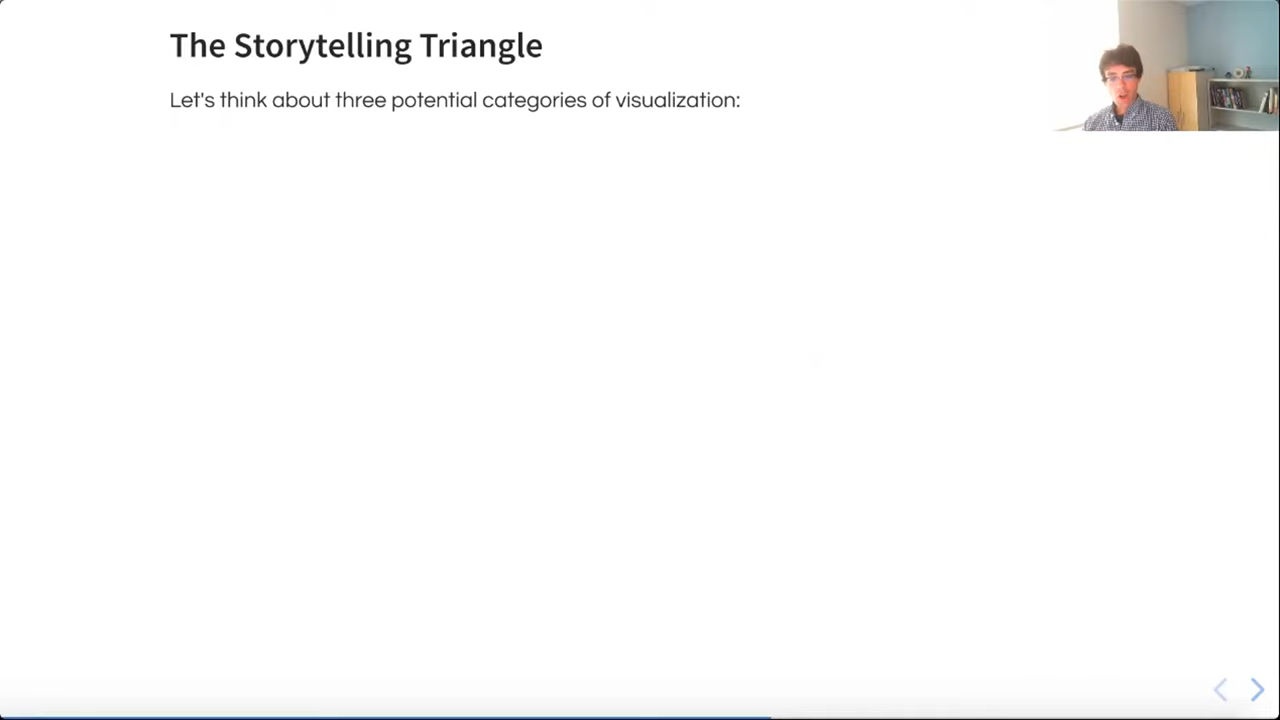 The Storytelling Triangle
Let's think about three potential categories of visualization: